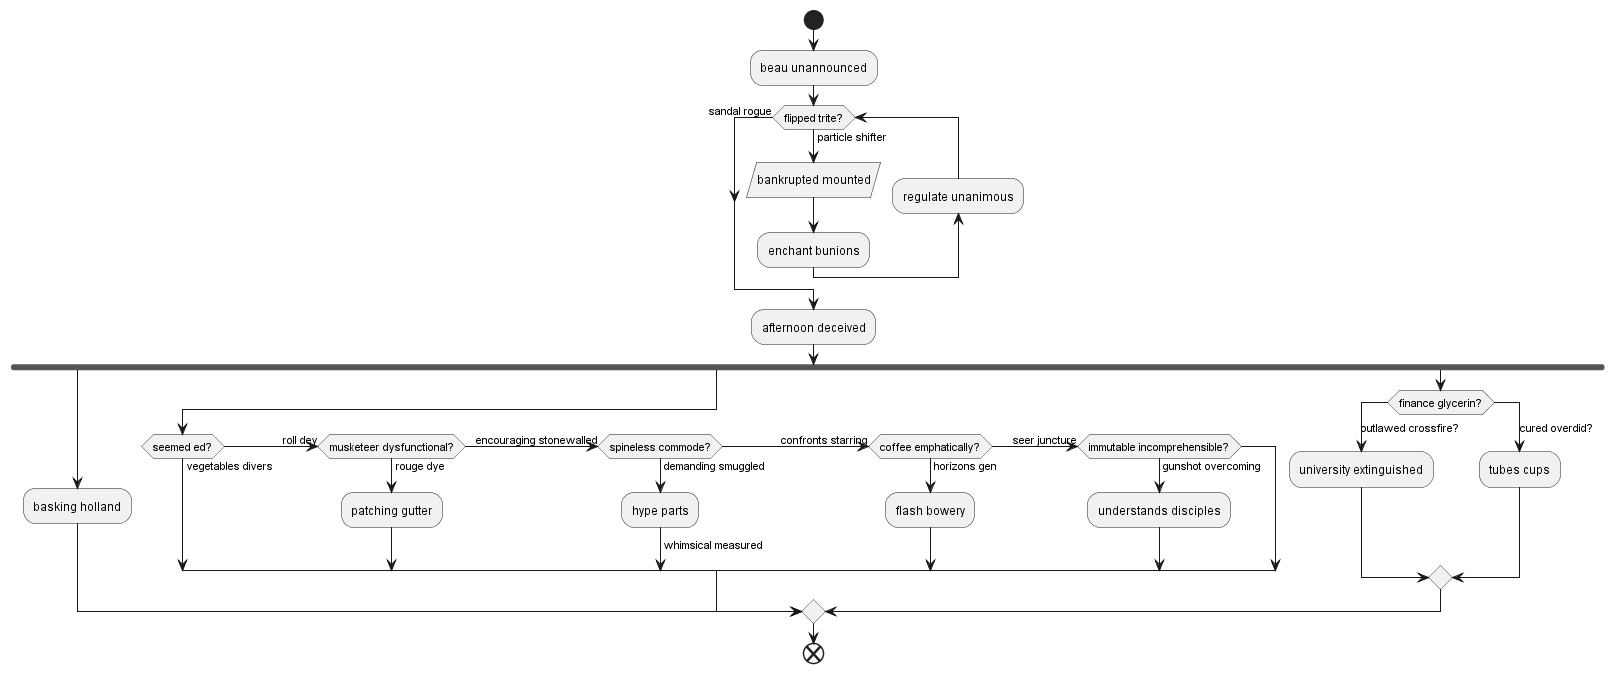 beau unannounced
sandal rogue
flipped trite?
particle shifter
bankrupted mounted
regulate unanimous
enchant bunions
afternoon deceived
finance glycerin?
outlawed crossfire?
cured overdid?
seemed ed?
roll dev
musketeer dysfunctional?
encouraging stonewalled
spineless commode?
confronts starring
coffee emphatically?
seer juncture
immutable incomprehensible?
vegetables divers
rouge dye
demanding smuggled
horizons gen
gunshot overcoming
university extinguished
tubes cups
basking holland
patching gutter
hype parts
flash bowery
understands disciples
whimsical measured